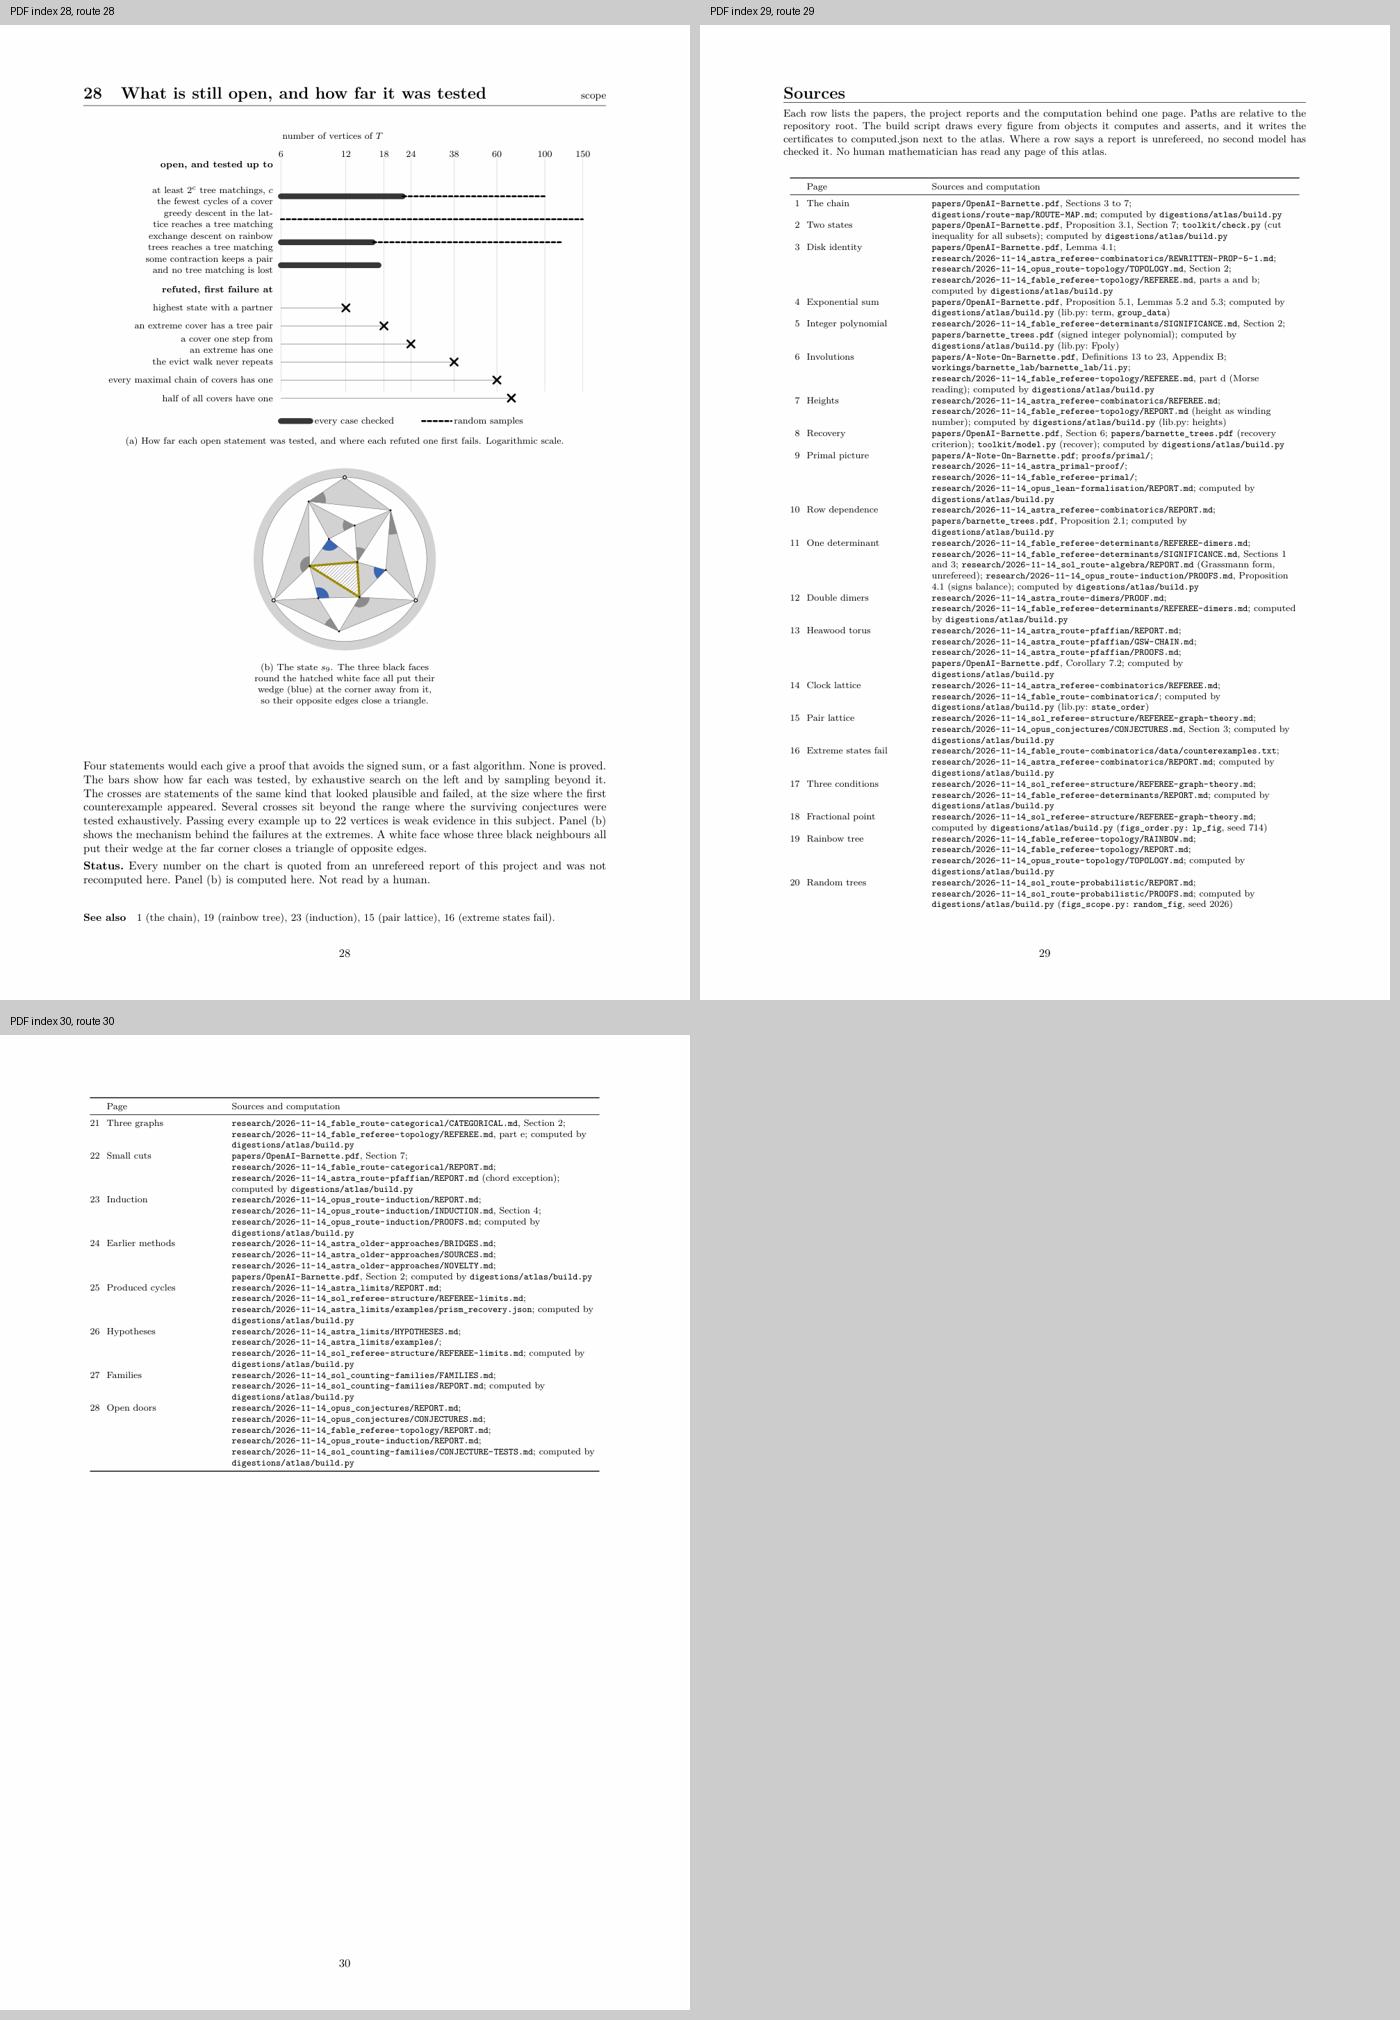 PDF index 28, route 28
28 What is still open, and how far it was tested
scope
number of vertices of T
6 12 18 24 38 60 100 150
open, and tested up to
at least 2^c tree matchings, c
the fewest cycles of a cover
greedy descent in the lat-
tice reaches a tree matching
exchange descent on rainbow
trees reaches a tree matching
some contraction keeps a pair
and no tree matching is lost
refuted, first failure at
highest state with a partner
an extreme cover has a tree pair
a cover one step from
an extreme has one
the evict walk never repeats
every maximal chain of covers has one
half of all covers have one
every case checked random samples
(a) How far each open statement was tested, and where each refuted one first fails. Logarithmic scale.
(b) The state s9. The three black faces
round the hatched white face all put their
wedge (blue) at the corner away from it,
so their opposite edges close a triangle.
Four statements would each give a proof that avoids the signed sum, or a fast algorithm. None is proved.
The bars show how far each was tested, by exhaustive search on the left and by sampling beyond it.
The crosses are statements of the same kind that looked plausible and failed, at the size where the first
counterexample appeared. Several crosses sit beyond the range where the surviving conjectures were
tested exhaustively. Passing every example up to 22 vertices is weak evidence in this subject. Panel (b)
shows the mechanism behind the failures at the extremes. A white face whose three black neighbours all
put their wedge at the far corner closes a triangle of opposite edges.
Status. Every number on the chart is quoted from an unrefereed report of this project and was not
recomputed here. Panel (b) is computed here. Not read by a human.
See also 1 (the chain), 19 (rainbow tree), 23 (induction), 15 (pair lattice), 16 (extreme states fail).
28
PDF index 29, route 29
Sources
Each row lists the papers, the project reports and the computation behind one page. Paths are relative to the
repository root. The build script draws every figure from objects it computes and asserts, and it writes the
certificates to computed.json next to the atlas. Where a row says a report is unrefereed, no second model has
checked it. No human mathematician has read any page of this atlas.
Page Sources and computation
1 The chain papers/OpenAI-Barnette.pdf, Sections 3 to 7;
digestions/route-map/ROUTE-MAP.md; computed by digestions/atlas/build.py
2 Two states papers/OpenAI-Barnette.pdf, Proposition 3.1, Section 7; toolkit/check.py (cut
inequality for all subsets); computed by digestions/atlas/build.py
3 Disk identity papers/OpenAI-Barnette.pdf, Lemma 4.1;
research/2026-11-14_astra_referee-combinatorics/REWRITTEN-PROP-5-1.md;
research/2026-11-14_opus_route-topology/TOPOLOGY.md, Section 2;
research/2026-11-14_fable_referee-topology/REFEREE.md, parts a and b;
computed by digestions/atlas/build.py
4 Exponential sum papers/OpenAI-Barnette.pdf, Proposition 5.1, Lemmas 5.2 and 5.3; computed by
digestions/atlas/build.py (lib.py: term, group_data)
5 Integer polynomial research/2026-11-14_fable_referee-determinants/SIGNIFICANCE.md, Section 2;
papers/barnette_trees.pdf (signed integer polynomial); computed by
digestions/atlas/build.py (lib.py: Fpoly)
6 Involutions papers/A-Note-On-Barnette.pdf, Definitions 13 to 23, Appendix B;
workings/barnette_lab/barnette_lab/li.py;
research/2026-11-14_fable_referee-topology/REFEREE.md, part d (Morse
reading); computed by digestions/atlas/build.py
7 Heights research/2026-11-14_astra_referee-combinatorics/REFEREE.md;
research/2026-11-14_fable_referee-topology/REPORT.md (height as winding
number); computed by digestions/atlas/build.py (lib.py: heights)
8 Recovery papers/OpenAI-Barnette.pdf, Section 6; papers/barnette_trees.pdf (recovery
criterion); toolkit/model.py (recover); computed by digestions/atlas/build.py
9 Primal picture papers/A-Note-On-Barnette.pdf; proofs/primal/;
research/2026-11-14_astra_primal-proof/;
research/2026-11-14_fable_referee-primal/;
research/2026-11-14_opus_lean-formalisation/REPORT.md; computed by
digestions/atlas/build.py
10 Row dependence research/2026-11-14_astra_referee-combinatorics/REPORT.md;
papers/barnette_trees.pdf, Proposition 2.1; computed by
digestions/atlas/build.py
11 One determinant research/2026-11-14_fable_referee-determinants/REFEREE-dimers.md;
research/2026-11-14_fable_referee-determinants/SIGNIFICANCE.md, Sections 1
and 3; research/2026-11-14_sol_route-algebra/REPORT.md (Grassmann form,
unrefereed); research/2026-11-14_opus_route-induction/PROOFS.md, Proposition
4.1 (signs balance); computed by digestions/atlas/build.py
12 Double dimers research/2026-11-14_astra_route-dimers/PROOF.md;
research/2026-11-14_fable_referee-determinants/REFEREE-dimers.md; computed
by digestions/atlas/build.py
13 Heawood torus research/2026-11-14_astra_route-pfaffian/REPORT.md;
research/2026-11-14_astra_route-pfaffian/GSW-CHAIN.md;
research/2026-11-14_astra_route-pfaffian/PROOFS.md;
papers/OpenAI-Barnette.pdf, Corollary 7.2; computed by
digestions/atlas/build.py
14 Clock lattice research/2026-11-14_astra_referee-combinatorics/REFEREE.md;
research/2026-11-14_fable_route-combinatorics/; computed by
digestions/atlas/build.py (lib.py: state_order)
15 Pair lattice research/2026-11-14_sol_referee-structure/REFEREE-graph-theory.md;
research/2026-11-14_opus_conjectures/CONJECTURES.md, Section 3; computed by
digestions/atlas/build.py
16 Extreme states fail research/2026-11-14_fable_route-combinatorics/data/counterexamples.txt;
research/2026-11-14_astra_referee-combinatorics/REPORT.md; computed by
digestions/atlas/build.py
17 Three conditions research/2026-11-14_sol_referee-structure/REFEREE-graph-theory.md;
research/2026-11-14_fable_referee-determinants/REPORT.md; computed by
digestions/atlas/build.py
18 Fractional point research/2026-11-14_sol_referee-structure/REFEREE-graph-theory.md;
computed by digestions/atlas/build.py (figs_order.py: lp_fig, seed 714)
19 Rainbow tree research/2026-11-14_fable_referee-topology/RAINBOW.md;
research/2026-11-14_fable_referee-topology/REPORT.md;
research/2026-11-14_opus_route-topology/TOPOLOGY.md; computed by
digestions/atlas/build.py
20 Random trees research/2026-11-14_sol_route-probabilistic/REPORT.md;
research/2026-11-14_sol_route-probabilistic/PROOFS.md; computed by
digestions/atlas/build.py (figs_scope.py: random_fig, seed 2026)
29
PDF index 30, route 30
Page Sources and computation
21 Three graphs research/2026-11-14_fable_route-categorical/CATEGORICAL.md, Section 2;
research/2026-11-14_fable_referee-topology/REFEREE.md, part e; computed by
digestions/atlas/build.py
22 Small cuts papers/OpenAI-Barnette.pdf, Section 7;
research/2026-11-14_fable_route-categorical/REPORT.md;
research/2026-11-14_astra_route-pfaffian/REPORT.md (chord exception);
computed by digestions/atlas/build.py
23 Induction research/2026-11-14_opus_route-induction/REPORT.md;
research/2026-11-14_opus_route-induction/INDUCTION.md, Section 4;
research/2026-11-14_opus_route-induction/PROOFS.md; computed by
digestions/atlas/build.py
24 Earlier methods research/2026-11-14_astra_older-approaches/BRIDGES.md;
research/2026-11-14_astra_older-approaches/SOURCES.md;
research/2026-11-14_astra_older-approaches/NOVELTY.md;
papers/OpenAI-Barnette.pdf, Section 2; computed by digestions/atlas/build.py
25 Produced cycles research/2026-11-14_astra_limits/REPORT.md;
research/2026-11-14_sol_referee-structure/REFEREE-limits.md;
research/2026-11-14_astra_limits/examples/prism_recovery.json; computed by
digestions/atlas/build.py
26 Hypotheses research/2026-11-14_astra_limits/HYPOTHESES.md;
research/2026-11-14_astra_limits/examples/;
research/2026-11-14_sol_referee-structure/REFEREE-limits.md; computed by
digestions/atlas/build.py
27 Families research/2026-11-14_sol_counting-families/FAMILIES.md;
research/2026-11-14_sol_counting-families/REPORT.md; computed by
digestions/atlas/build.py
28 Open doors research/2026-11-14_opus_conjectures/REPORT.md;
research/2026-11-14_opus_conjectures/CONJECTURES.md;
research/2026-11-14_fable_referee-topology/REPORT.md;
research/2026-11-14_opus_route-induction/REPORT.md;
research/2026-11-14_sol_counting-families/CONJECTURE-TESTS.md; computed by
digestions/atlas/build.py
30